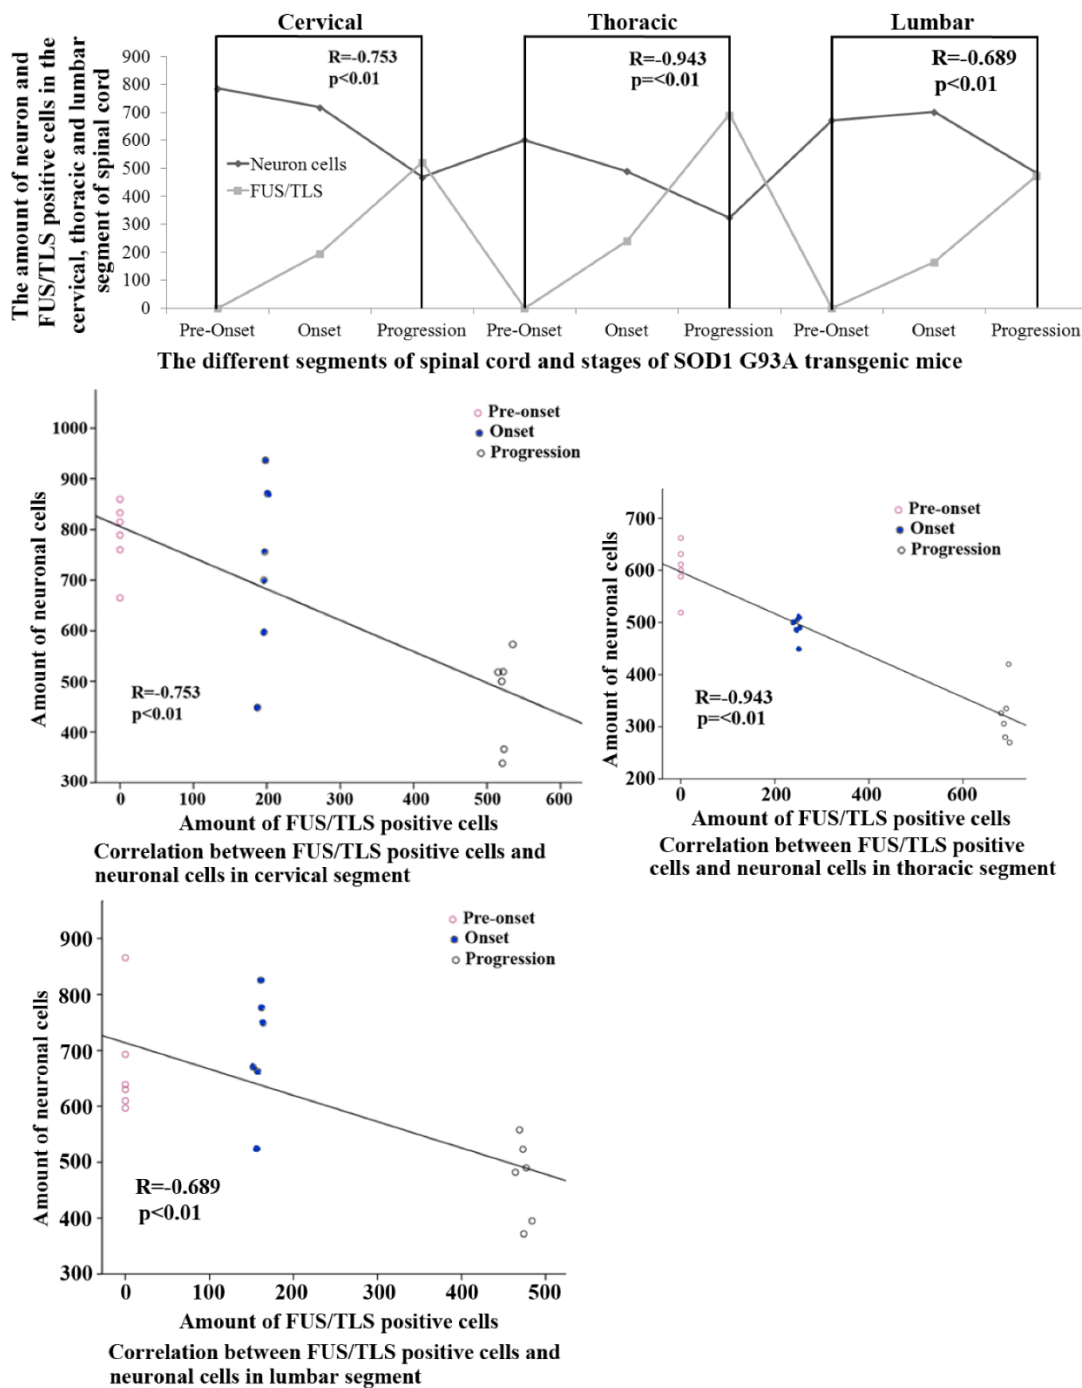 Cervical
Thoracic
Lumbar
The amount of neuron and
FUS/TLS positive cells in the
cervical, thoracic and lumbar
segment of spinal cord
900
800
700
600
500
400
300
200
100
0
R=-0.753
p<0.01
R=-0.943
p=<0.01
R=-0.689
p<0.01
Neuron cells
FUS/TLS
Pre-Onset Onset Progression Pre-Onset Onset Progression Pre-Onset Onset Progression
The different segments of spinal cord and stages of SOD1 G93A transgenic mice
Amount of neuronal cells
1000
900
800
700
600
500
400
300
Pre-onset
Onset
Progression
R=-0.753
p<0.01
0 100 200 300 400 500 600
Amount of FUS/TLS positive cells
Correlation between FUS/TLS positive cells and
neuronal cells in cervical segment
Amount of neuronal cells
700
600
500
400
300
200
Pre-onset
Onset
Progression
R=-0.943
p=<0.01
0 200 400 600
Amount of FUS/TLS positive cells
Correlation between FUS/TLS positive
cells and neuronal cells in thoracic segment
Amount of neuronal cells
900
800
700
600
500
400
300
Pre-onset
Onset
Progression
R=-0.689
p<0.01
0 100 200 300 400 500
Amount of FUS/TLS positive cells
Correlation between FUS/TLS positive cells and
neuronal cells in lumbar segment